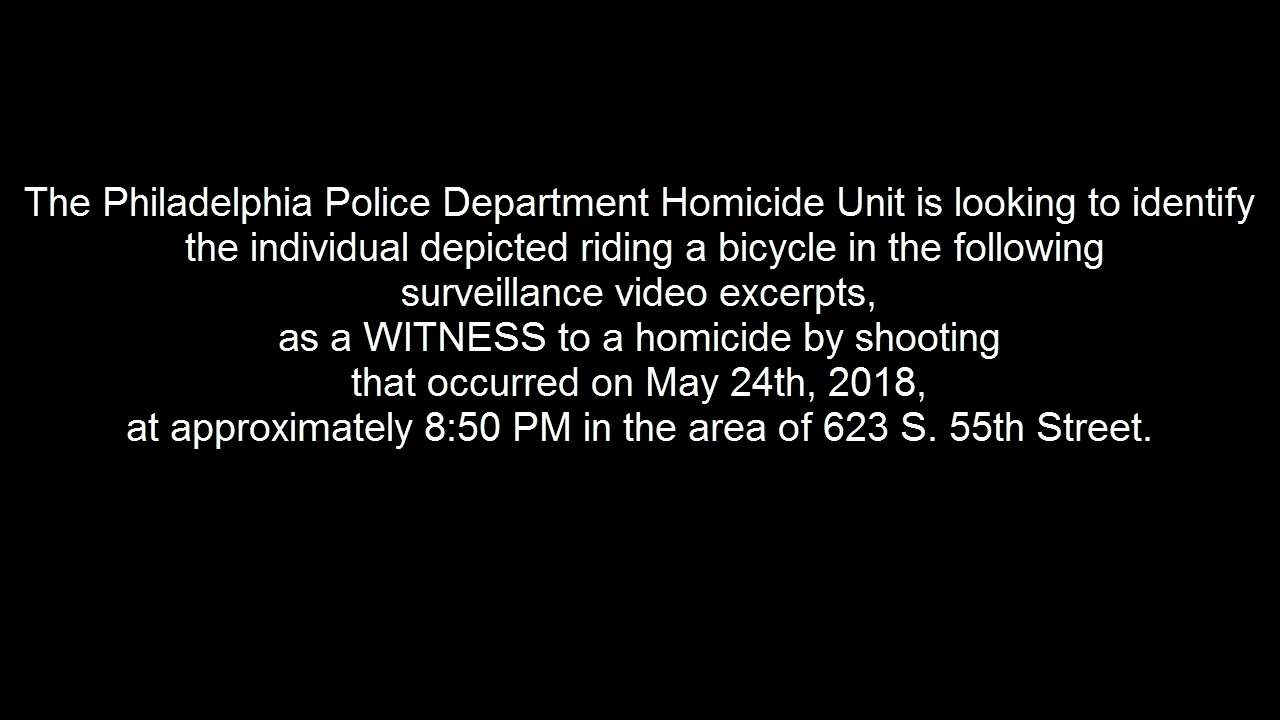 The Philadelphia Police Department Homicide Unit is looking to identify
the individual depicted riding a bicycle in the following
surveillance video excerpts,
as a WITNESS to a homicide by shooting
that occurred on May 24th, 2018,
at approximately 8:50 PM in the area of 623 S. 55th Street.